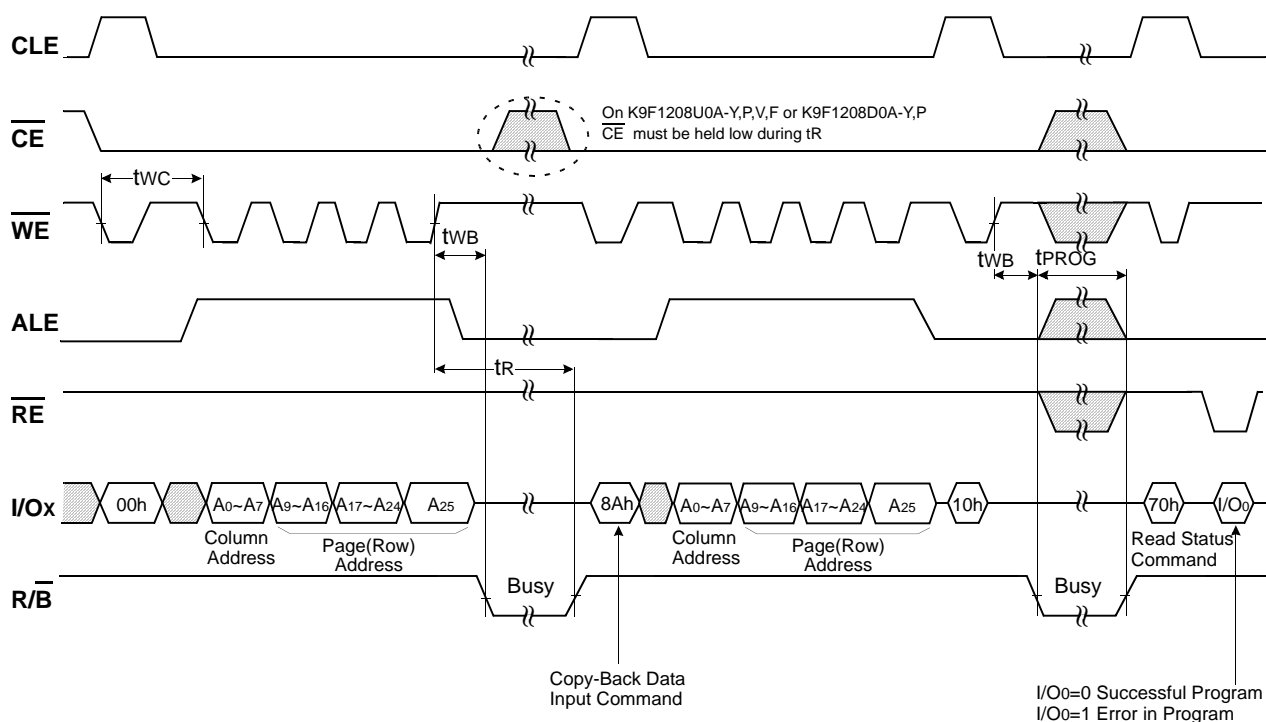 CLE
On K9F1208U0A-Y,P,V,F or K9F1208D0A-Y,P
CE must be held low during tR
CE
tWC
WE
tWB
tWB
tPROG
ALE
tR
RE
I/Ox
00h
A0~A7
A9~A16
A17~A24
A25
8Ah
A0~A7
A9~A16
A17~A24
A25
10h
70h
I/O0
Column
Address
Page(Row)
Address
Column
Address
Page(Row)
Address
Read Status
Command
R/B
Busy
Busy
Copy-Back Data
Input Command
I/O0=0 Successful Program
I/O0=1 Error in Program